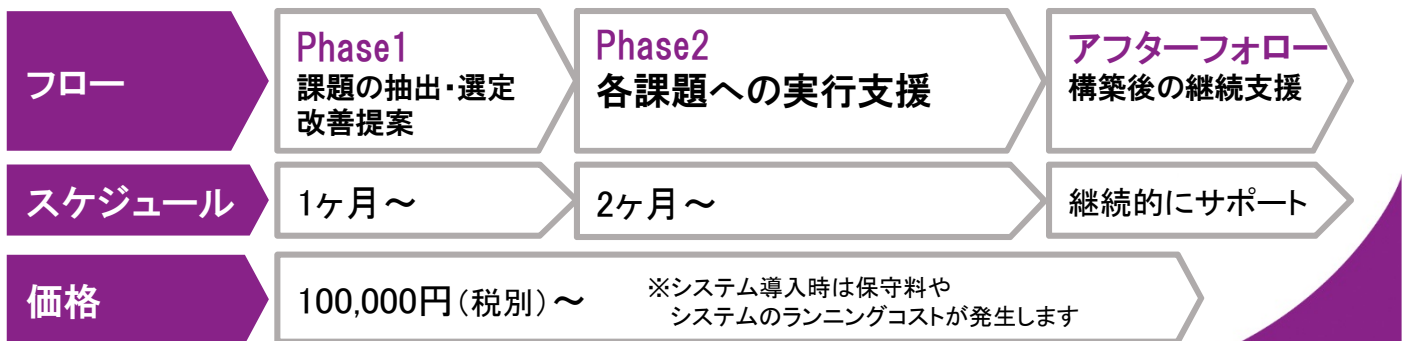 フロー
Phase1
課題の抽出・選定
改善提案
Phase2
各課題への実行支援
アフターフォロー
構築後の継続支援
スケジュール
1ヶ月～
2ヶ月～
継続的にサポート
価格
100,000円（税別）～
※システム導入時は保守料や
システムのランニングコストが発生します